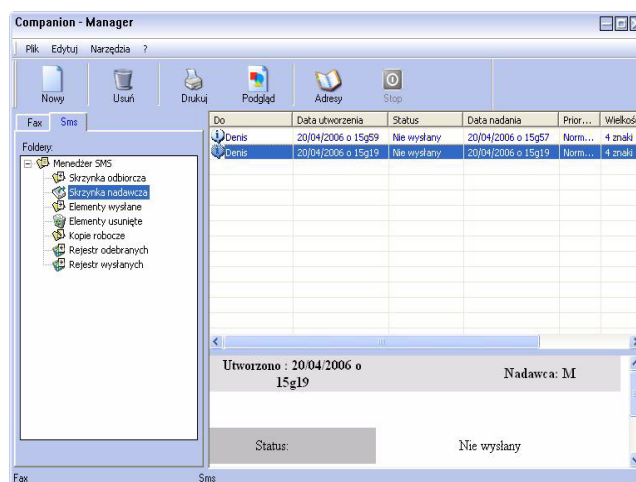 Companion - Manager
Plik Edytuj Narzędzia ?
Nowy Usuń Drukuj Podgląd Adresy Stop
Fax Sms
Foldery:
Menedżer SMS
Skrzynka odbiorcza
Skrzynka nadawcza
Elementy wysłane
Elementy usunięte
Kopie robocze
Rejestr odebranych
Rejestr wysłanych
Do Data utworzenia Status Data nadania Prior... Wielkość
Denis 20/04/2006 o 15g59 Nie wysłany 20/04/2006 o 15g57 Norm... 4 znaki
Denis 20/04/2006 o 15g19 Nie wysłany 20/04/2006 o 15g19 Norm... 4 znaki
Utworzono : 20/04/2006 o
15g19
Nadawca: M
Status: Nie wysłany
Fax Sms